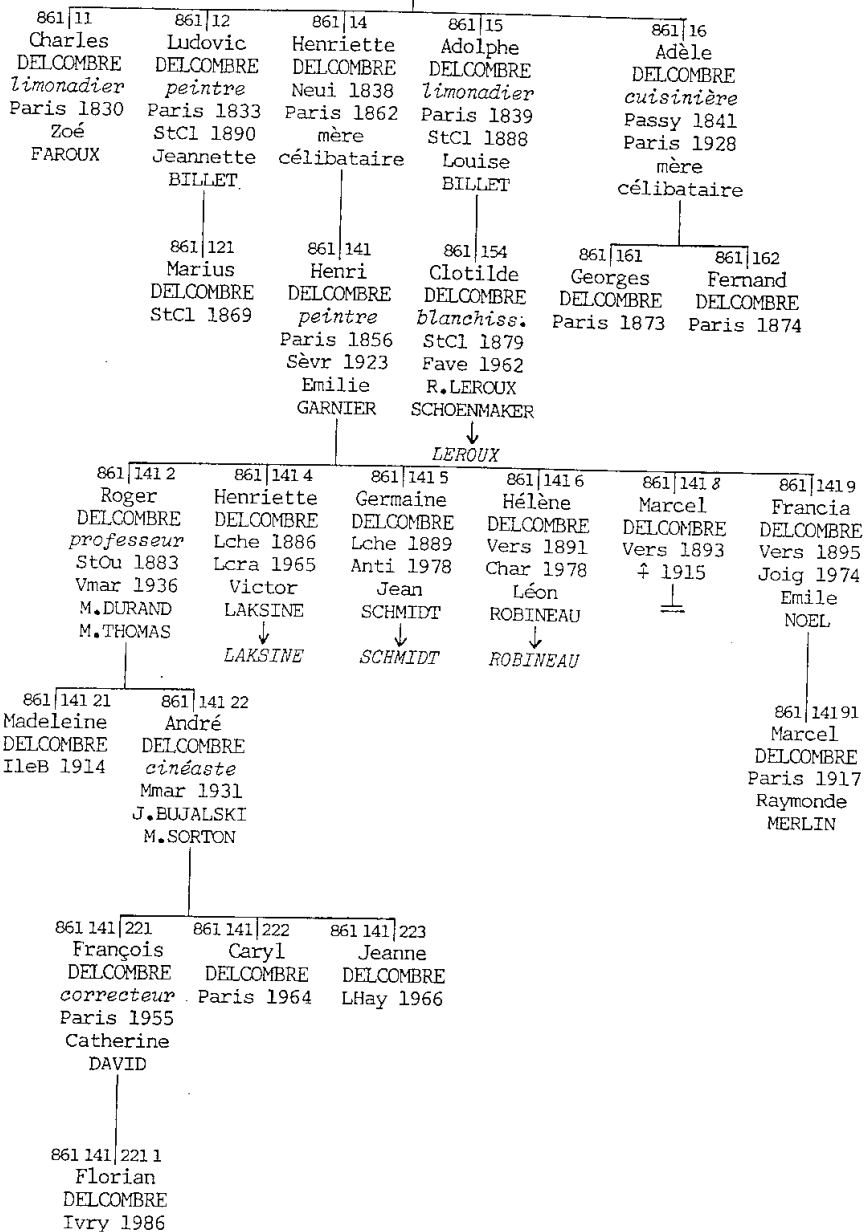 861 11
Charles
DELCOMBRE
limonadier
Paris 1830
Zoé
FAROUX
861 12
Ludovic
DELCOMBRE
peintre
Paris 1833
StCl 1890
Jeannette
BILLET
861 14
Henriette
DELCOMBRE
Neui 1838
Paris 1862
mère
célibataire
861 15
Adolphe
DELCOMBRE
limonadier
Paris 1839
StCl 1888
Louise
BILLET
861 16
Adèle
DELCOMBRE
cuisinière
Passy 1841
Paris 1928
mère
célibataire
861 121
Marius
DELCOMBRE
StCl 1869
861 141
Henri
DELCOMBRE
peintre
Paris 1856
Sèvr 1923
Emilie
GARNIER
861 154
Clotilde
DELCOMBRE
blanchiss.
StCl 1879
Fave 1962
R.LEROUX
SCHOENMAKER
↓
LEROUX
861 161
Georges
DELCOMBRE
Paris 1873
861 162
Fernand
DELCOMBRE
Paris 1874
861 141 2
Roger
DELCOMBRE
professeur
StOu 1883
Vmar 1936
M.DURAND
M.THOMAS
861 141 4
Henriette
DELCOMBRE
Lche 1886
Lcra 1965
Victor
LAKSINE
↓
LAKSINE
861 141 5
Germaine
DELCOMBRE
Lche 1889
Anti 1978
Jean
SCHMIDT
↓
SCHMIDT
861 141 6
Hélène
DELCOMBRE
Vers 1891
Char 1978
Léon
ROBINEAU
↓
ROBINEAU
861 141 8
Marcel
DELCOMBRE
Vers 1893
1915
861 141 9
Francia
DELCOMBRE
Vers 1895
Joig 1974
Emile
NOEL
861 141 21
Madeleine
DELCOMBRE
IleB 1914
861 141 22
André
DELCOMBRE
cinéaste
Mmar 1931
J.BUJALSKI
M.SORTON
861 141 91
Marcel
DELCOMBRE
Paris 1917
Raymonde
MERLIN
861 141 221
François
DELCOMBRE
correcteur
Paris 1955
Catherine
DAVID
861 141 222
Caryl
DELCOMBRE
Paris 1964
861 141 223
Jeanne
DELCOMBRE
LHay 1966
861 141 221 1
Florian
DELCOMBRE
Ivry 1986